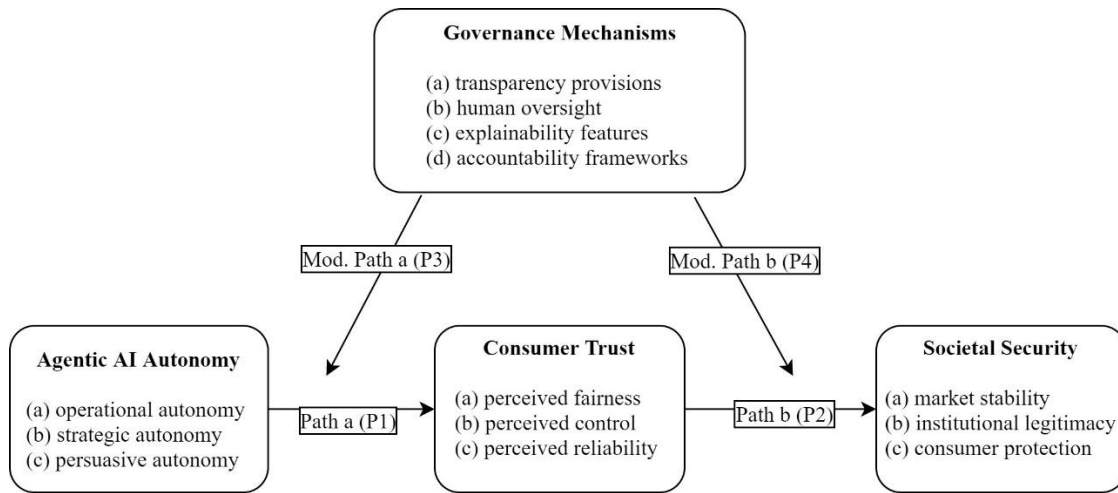 Governance Mechanisms
(a) transparency provisions
(b) human oversight
(c) explainability features
(d) accountability frameworks
Mod. Path a (P3)
Mod. Path b (P4)
Agentic AI Autonomy
(a) operational autonomy
(b) strategic autonomy
(c) persuasive autonomy
Path a (P1)
Consumer Trust
(a) perceived fairness
(b) perceived control
(c) perceived reliability
Path b (P2)
Societal Security
(a) market stability
(b) institutional legitimacy
(c) consumer protection